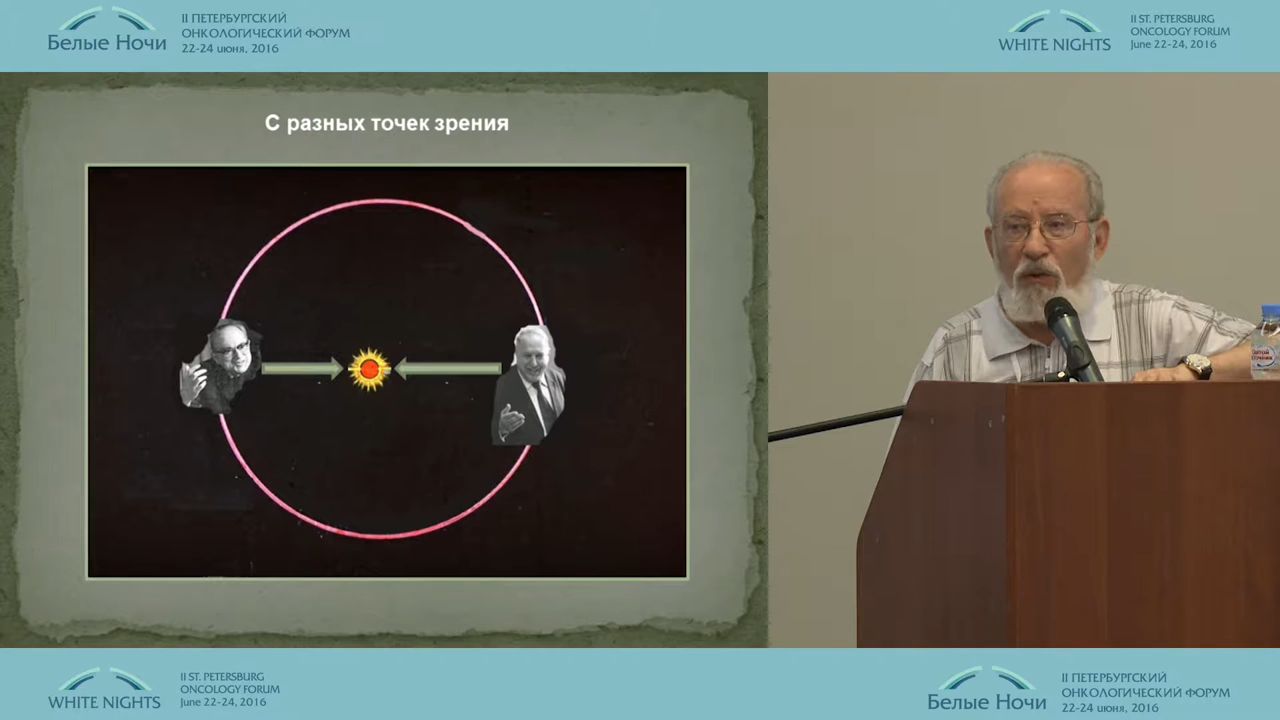 II ПЕТЕРБУРГСКИЙ
ОНКОЛОГИЧЕСКИЙ ФОРУМ
Белые Ночи
22-24 июня, 2016
II ST. PETERSBURG
ONCOLOGY FORUM
WHITE NIGHTS
June 22-24, 2016
С разных точек зрения
II ST. PETERSBURG
ONCOLOGY FORUM
WHITE NIGHTS
June 22-24, 2016
II ПЕТЕРБУРГСКИЙ
ОНКОЛОГИЧЕСКИЙ ФОРУМ
Белые Ночи
22-24 июня, 2016